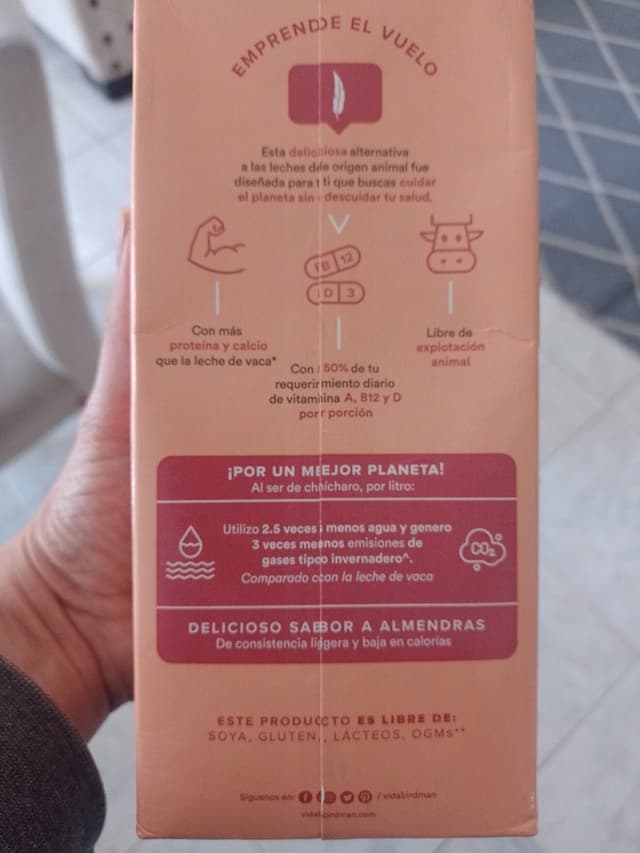 EMPRENDE EL VUELO
Esta deliciosa alternativa
a las leches de origen animal fue
diseñada para ti que buscas cuidar
el planeta sin descuidar tu salud.
B 12
D 3
Con más
proteína y calcio
que la leche de vaca*
Con 50% de tu
requerimiento diario
de vitamina A, B12 y D
por porción
Libre de
explotación
animal
¡POR UN MEJOR PLANETA!
Al ser de chícharo, por litro:
Utilizo 2.5 veces menos agua y genero
3 veces menos emisiones de
gases tipo invernadero^.
Comparado con la leche de vaca
CO₂
DELICIOSO SABOR A ALMENDRAS
De consistencia ligera y baja en calorías
ESTE PRODUCTO ES LIBRE DE:
SOYA, GLUTEN, LÁCTEOS, OGMs**
Síguenos en: /vidabirdman
vidabirdman.com